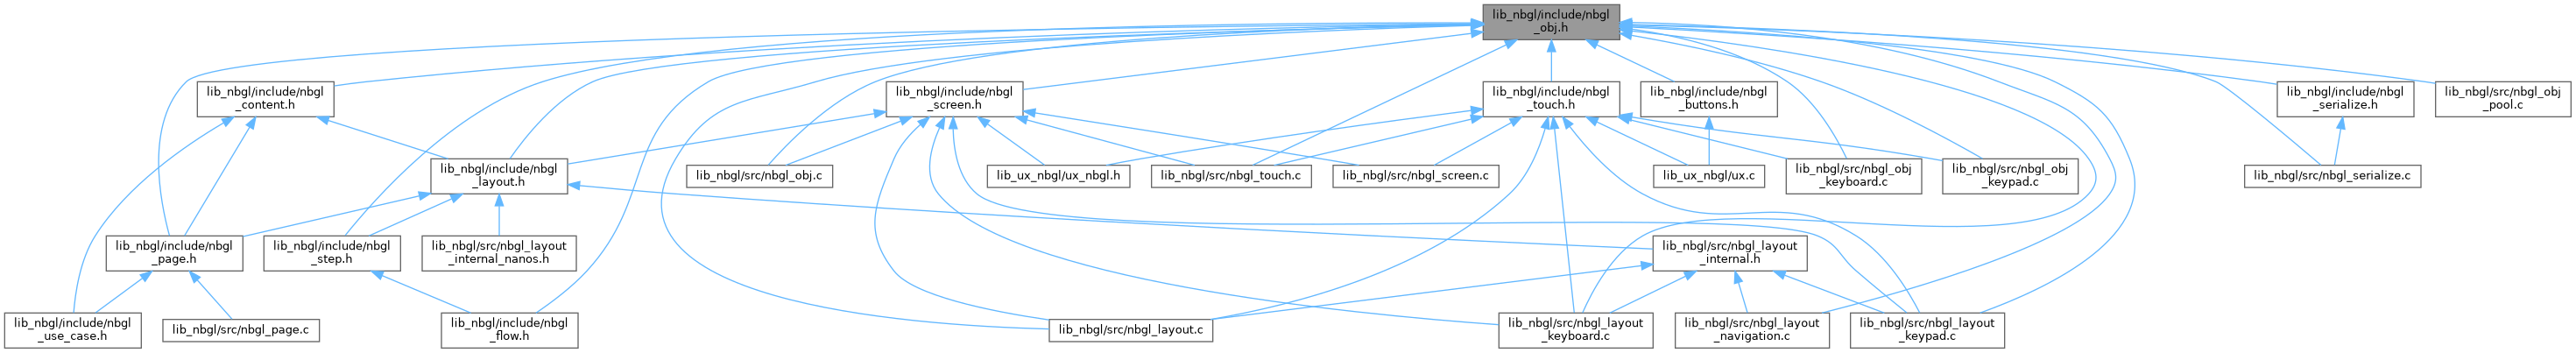 lib_nbgl/include/nbgl
_obj.h
lib_nbgl/include/nbgl
_content.h
lib_nbgl/include/nbgl
_screen.h
lib_nbgl/include/nbgl
_touch.h
lib_nbgl/include/nbgl
_buttons.h
lib_nbgl/include/nbgl
_serialize.h
lib_nbgl/src/nbgl_obj
_pool.c
lib_nbgl/include/nbgl
_layout.h
lib_nbgl/src/nbgl_obj.c
lib_ux_nbgl/ux_nbgl.h
lib_nbgl/src/nbgl_touch.c
lib_nbgl/src/nbgl_screen.c
lib_ux_nbgl/ux.c
lib_nbgl/src/nbgl_obj
_keyboard.c
lib_nbgl/src/nbgl_obj
_keypad.c
lib_nbgl/src/nbgl_serialize.c
lib_nbgl/include/nbgl
_page.h
lib_nbgl/include/nbgl
_step.h
lib_nbgl/src/nbgl_layout
_internal_nanos.h
lib_nbgl/src/nbgl_layout
_internal.h
lib_nbgl/include/nbgl
_use_case.h
lib_nbgl/src/nbgl_page.c
lib_nbgl/include/nbgl
_flow.h
lib_nbgl/src/nbgl_layout.c
lib_nbgl/src/nbgl_layout
_keyboard.c
lib_nbgl/src/nbgl_layout
_navigation.c
lib_nbgl/src/nbgl_layout
_keypad.c